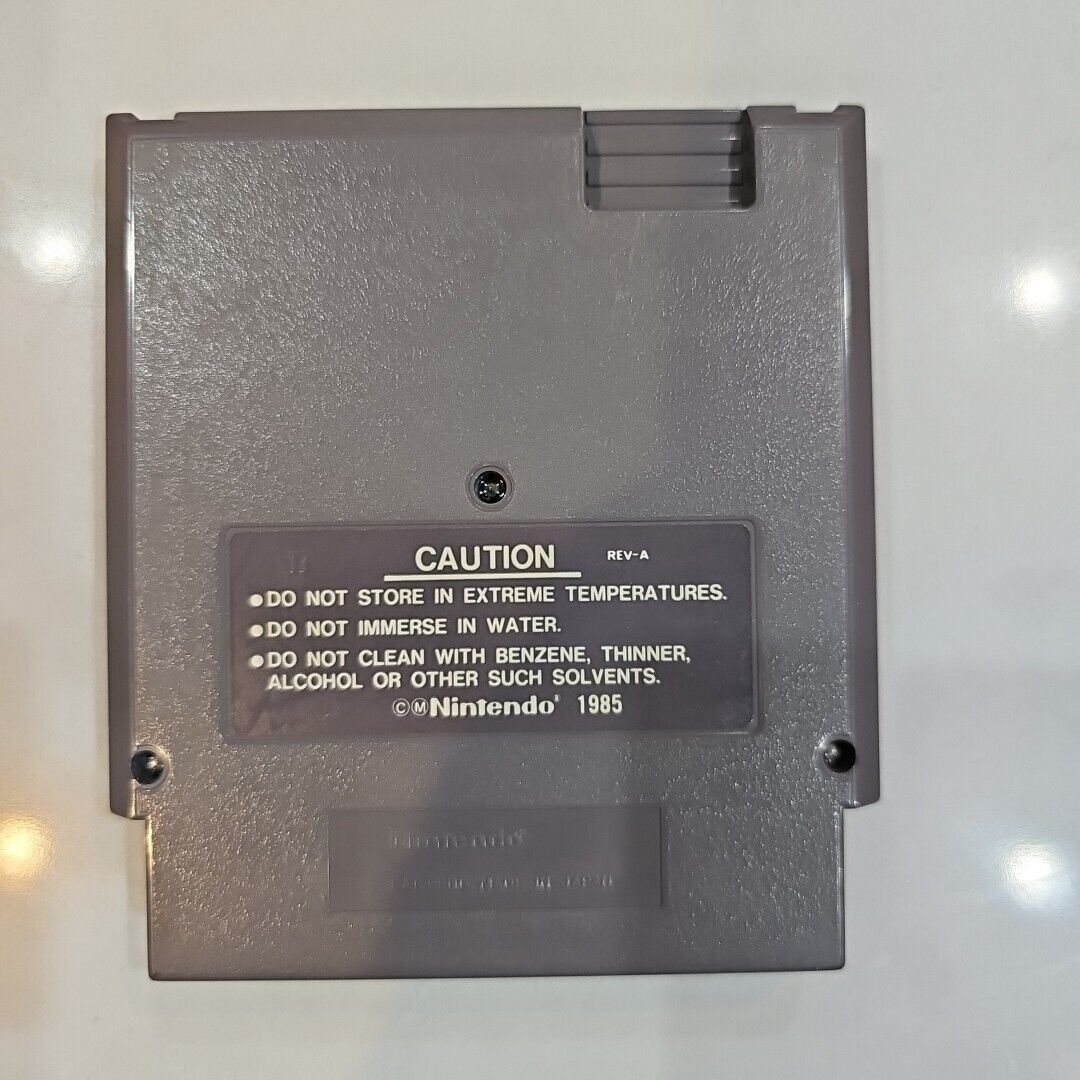 CAUTION REV-A
●DO NOT STORE IN EXTREME TEMPERATURES.
●DO NOT IMMERSE IN WATER.
●DO NOT CLEAN WITH BENZENE, THINNER,
ALCOHOL OR OTHER SUCH SOLVENTS.
©ⓂNintendo® 1985
Nintendo®